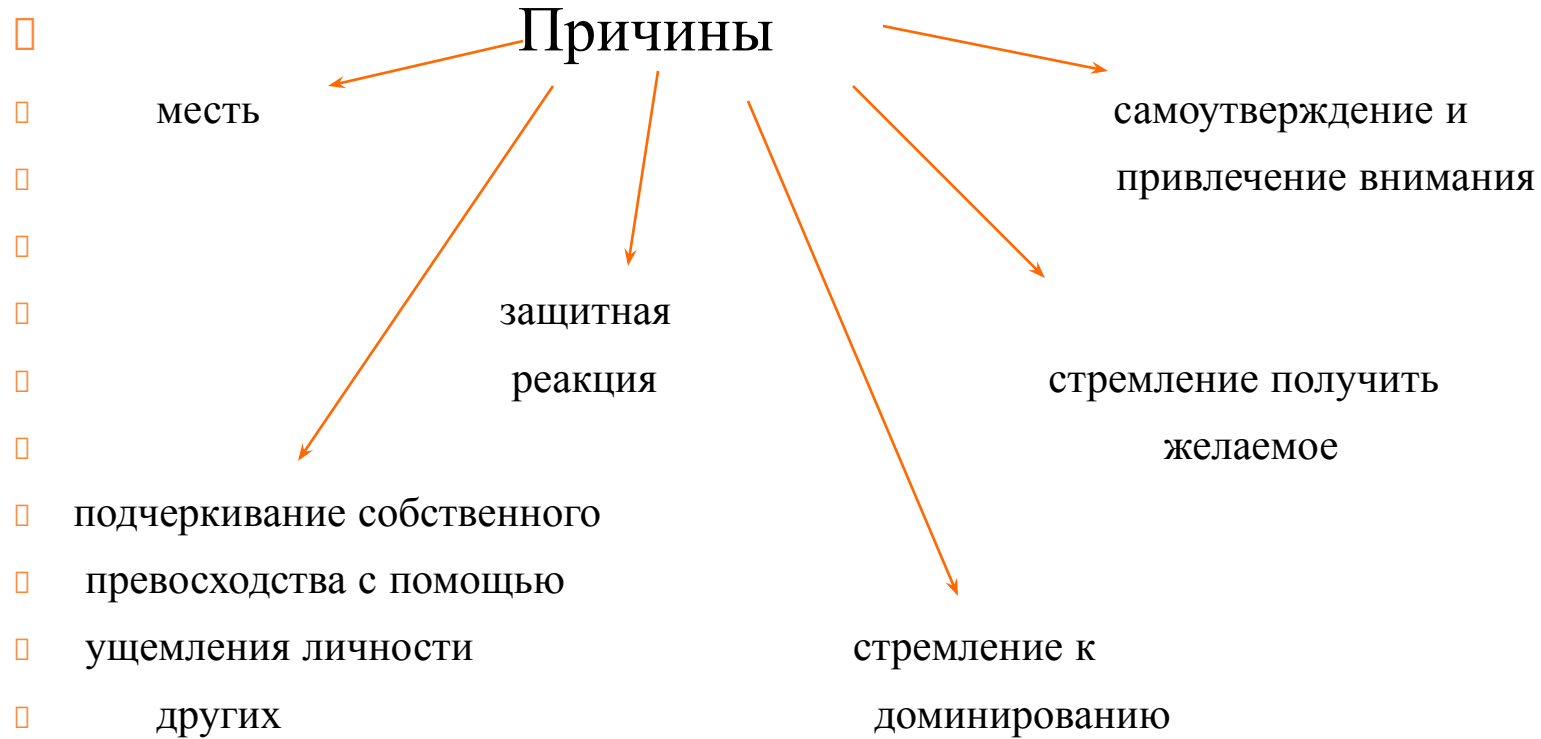 Причины
месть
самоутверждение и
привлечение внимания
защитная
реакция
стремление получить
желаемое
подчеркивание собственного
превосходства с помощью
ущемления личности
других
стремление к
доминированию